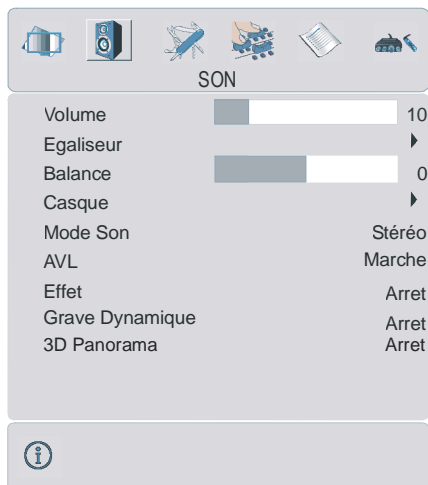 SON
Volume 10
Egaliseur
Balance 0
Casque
Mode Son Stéréo
AVL Marche
Effet Arret
Grave Dynamique Arret
3D Panorama Arret